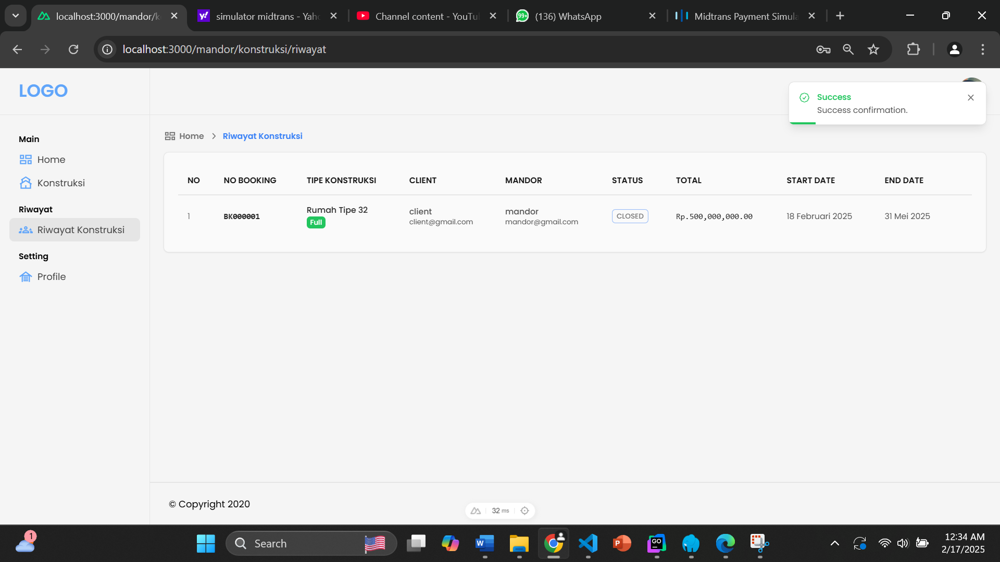 localhost:3000/mandor/k
simulator midtrans - Yaho
Channel content - YouTu
99+
(136) WhatsApp
Midtrans Payment Simula
localhost:3000/mandor/konstruksi/riwayat
LOGO
Success
Success confirmation.
Main
Home
Konstruksi
Riwayat
Riwayat Konstruksi
Setting
Profile
Home > Riwayat Konstruksi
NO NO BOOKING TIPE KONSTRUKSI CLIENT MANDOR STATUS TOTAL START DATE END DATE
1 BK000001 Rumah Tipe 32 Full client client@gmail.com mandor mandor@gmail.com CLOSED Rp.500,000,000.00 18 Februari 2025 31 Mei 2025
© Copyright 2020
32 ms
1
Search
W
P
GO
12:34 AM
2/17/2025